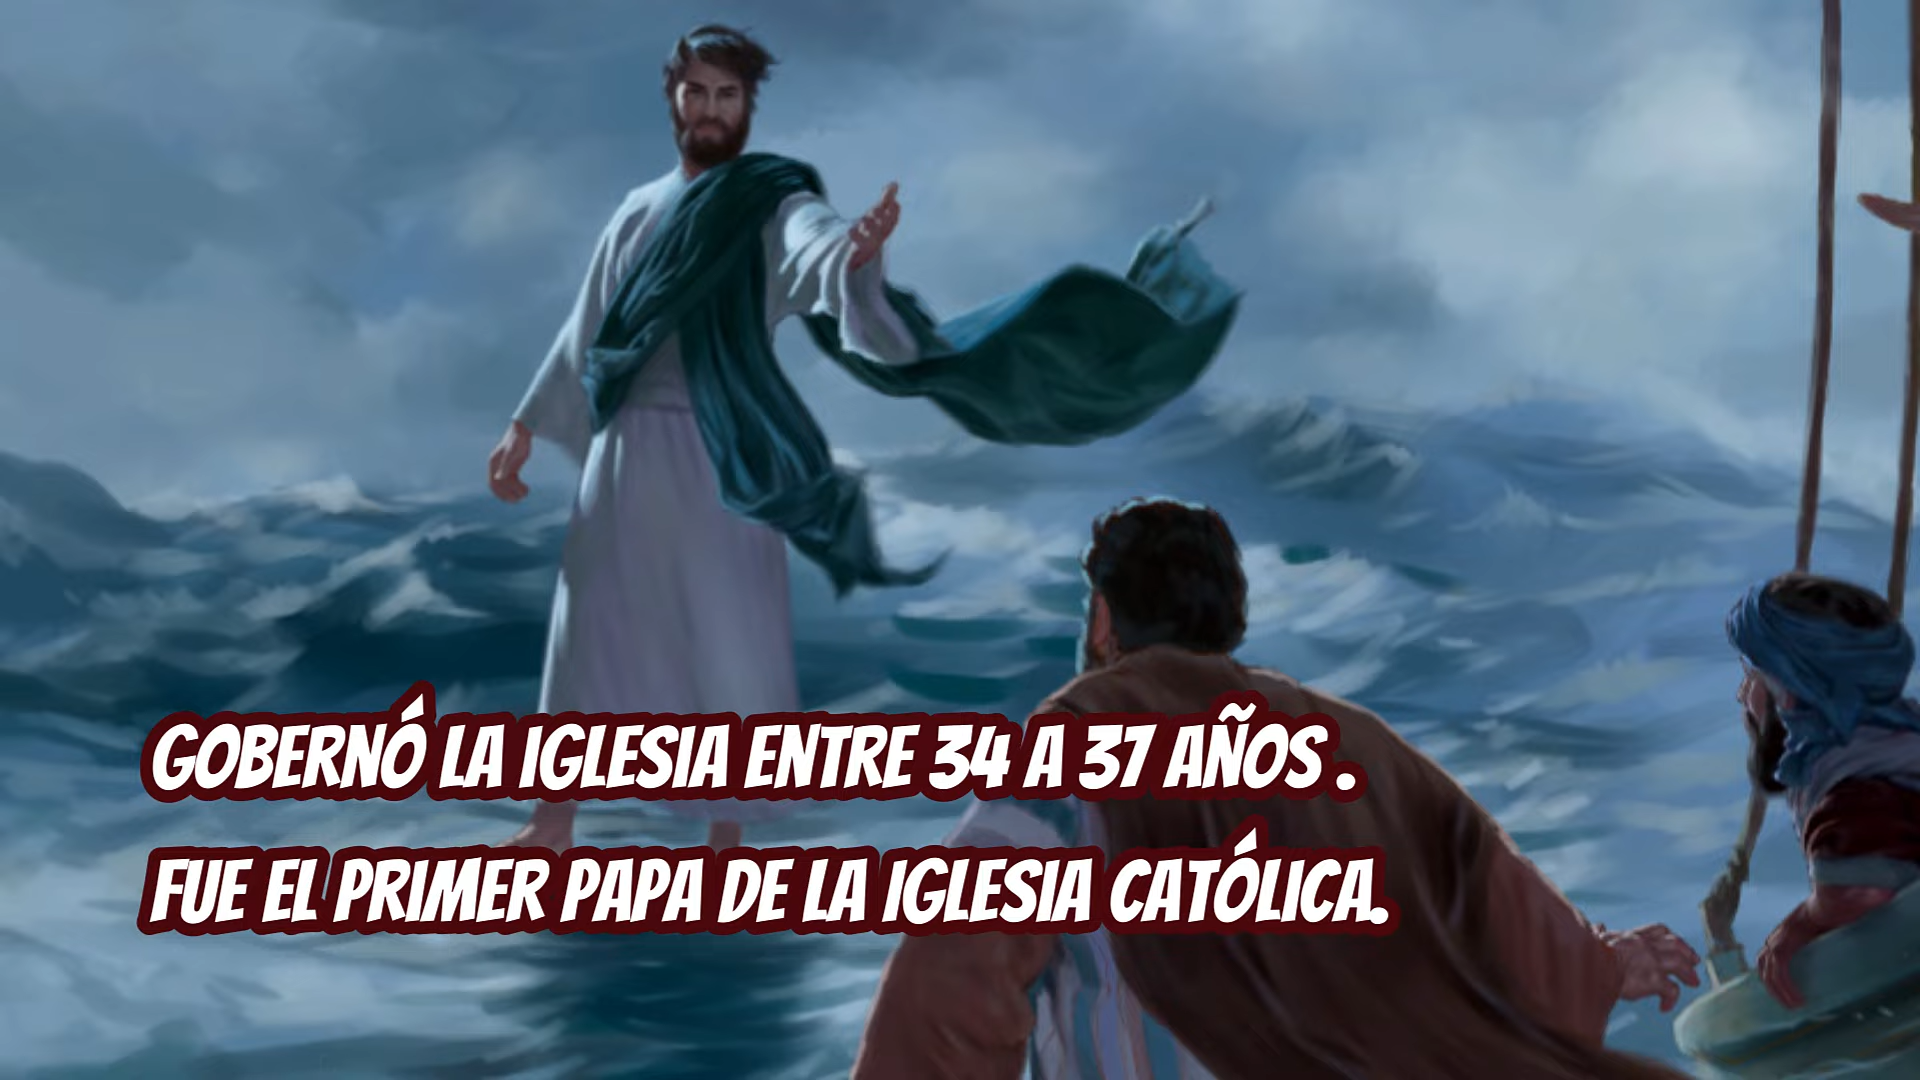 GOBERNÓ LA IGLESIA ENTRE 34 A 37 AÑOS .
FUE EL PRIMER PAPA DE LA IGLESIA CATÓLICA.